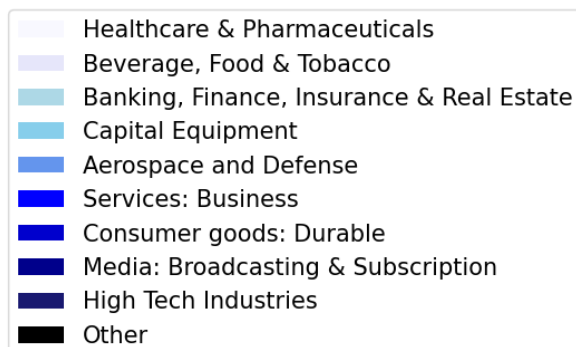 Healthcare & Pharmaceuticals
Beverage, Food & Tobacco
Banking, Finance, Insurance & Real Estate
Capital Equipment
Aerospace and Defense
Services: Business
Consumer goods: Durable
Media: Broadcasting & Subscription
High Tech Industries
Other